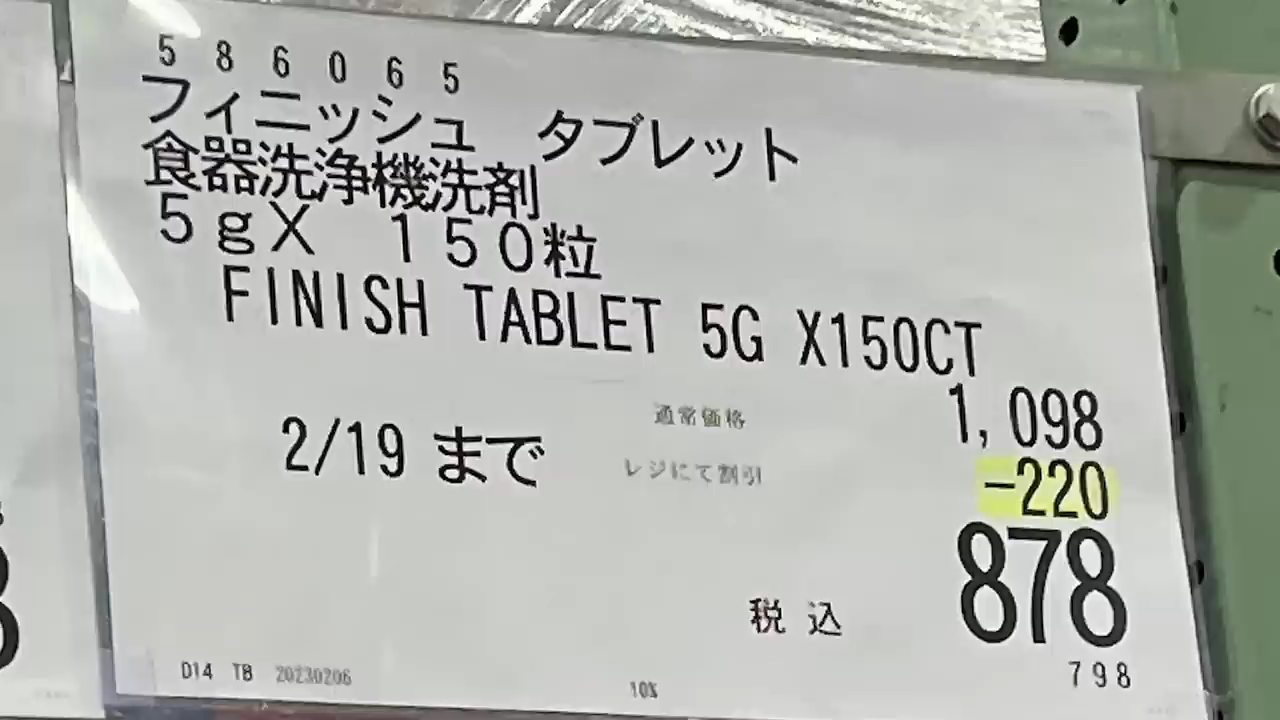 ５８６０６５
フィニッシュ　タブレット
食器洗浄機洗剤
５ｇＸ　１５０粒
FINISH TABLET 5G X150CT
通常価格 1,098
2/19 まで
レジにて割引 -220
878
税 込
798
D14 TB 20230206
10%